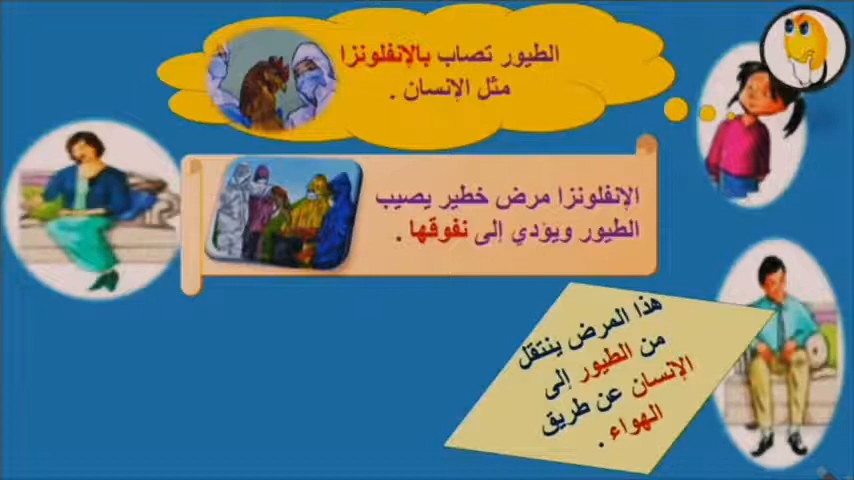 الطيور تصاب بالإنفلونزا
مثل الإنسان .
الإنفلونزا مرض خطير يصيب
الطيور ويؤدي إلى نفوقها .
هذا المرض ينتقل
من الطيور إلى
الإنسان عن طريق
الهواء .